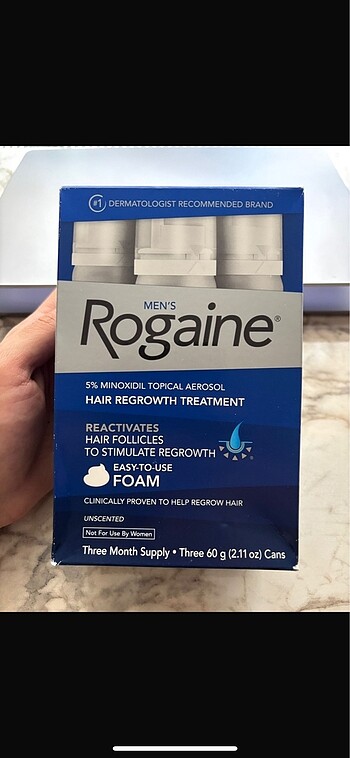 #1 DERMATOLOGIST RECOMMENDED BRAND
MEN'S
Rogaine®
5% MINOXIDIL TOPICAL AEROSOL
HAIR REGROWTH TREATMENT
REACTIVATES
HAIR FOLLICLES
TO STIMULATE REGROWTH
EASY-TO-USE
FOAM
CLINICALLY PROVEN TO HELP REGROW HAIR
UNSCENTED
Not For Use By Women
Three Month Supply • Three 60 g (2.11 oz) Cans